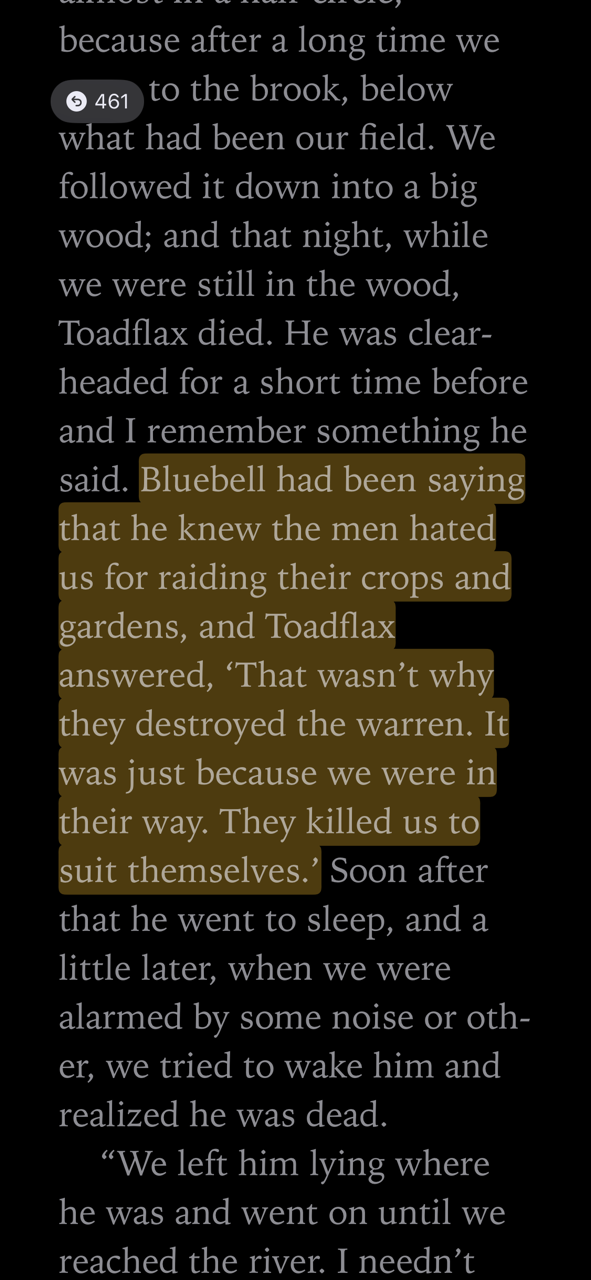 because after a long time we
461
to the brook, below
what had been our field. We
followed it down into a big
wood; and that night, while
we were still in the wood,
Toadflax died. He was clear-
headed for a short time before
and I remember something he
said. Bluebell had been saying
that he knew the men hated
us for raiding their crops and
gardens, and Toadflax
answered, ‘That wasn’t why
they destroyed the warren. It
was just because we were in
their way. They killed us to
suit themselves.’ Soon after
that he went to sleep, and a
little later, when we were
alarmed by some noise or oth-
er, we tried to wake him and
realized he was dead.
“We left him lying where
he was and went on until we
reached the river. I needn’t